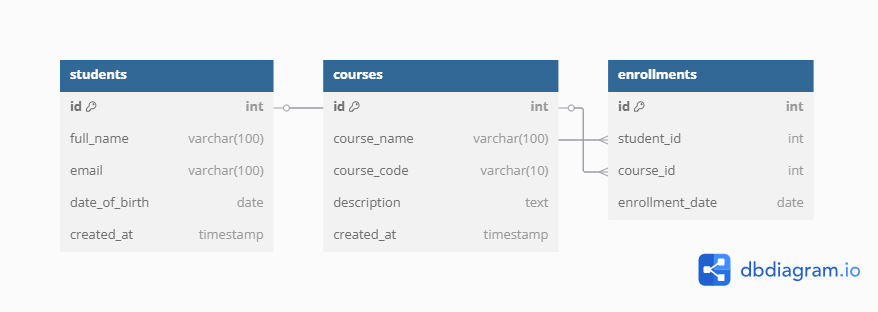 students
id int
full_name varchar(100)
email varchar(100)
date_of_birth date
created_at timestamp
courses
id int
course_name varchar(100)
course_code varchar(10)
description text
created_at timestamp
enrollments
id int
student_id int
course_id int
enrollment_date date
dbdiagram.io